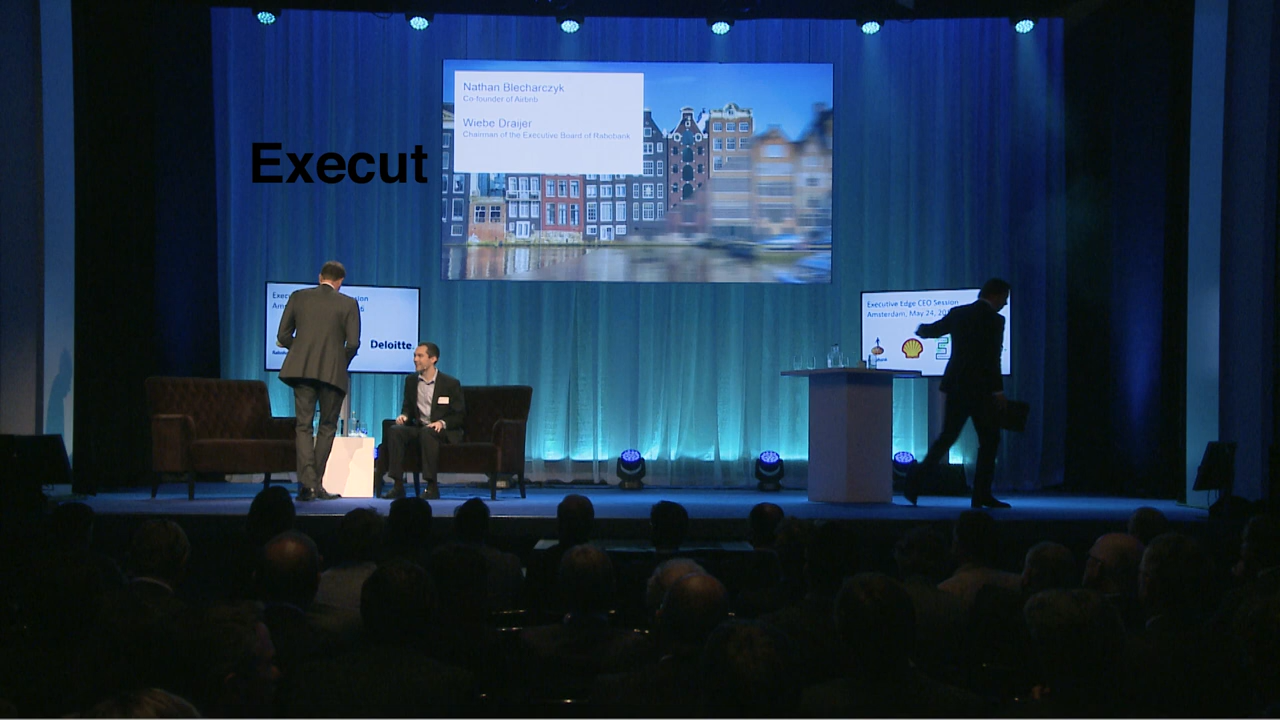 Nathan Blecharczyk
Co-founder of Airbnb
Wiebe Draijer
Chairman of the Executive Board of Rabobank
Execut
Deloitte.
Executive Edge CEO Session
Amsterdam, May 24,